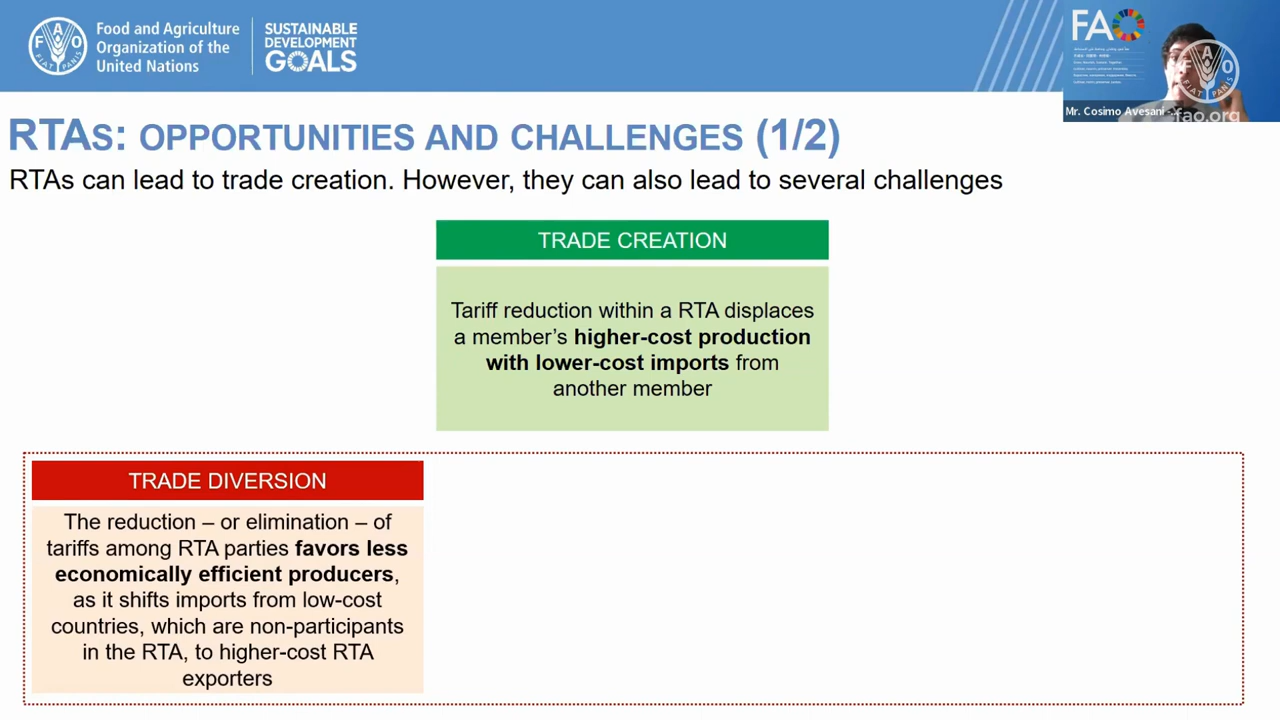 Food and Agriculture
Organization of the
United Nations
SUSTAINABLE
DEVELOPMENT
GOALS
F A O
FIAT PANIS
FAO
Mr. Cosimo Avesani
fao.org
RTAs: OPPORTUNITIES AND CHALLENGES (1/2)
RTAs can lead to trade creation. However, they can also lead to several challenges
TRADE CREATION
Tariff reduction within a RTA displaces
a member’s higher-cost production
with lower-cost imports from
another member
TRADE DIVERSION
The reduction – or elimination – of
tariffs among RTA parties favors less
economically efficient producers,
as it shifts imports from low-cost
countries, which are non-participants
in the RTA, to higher-cost RTA
exporters